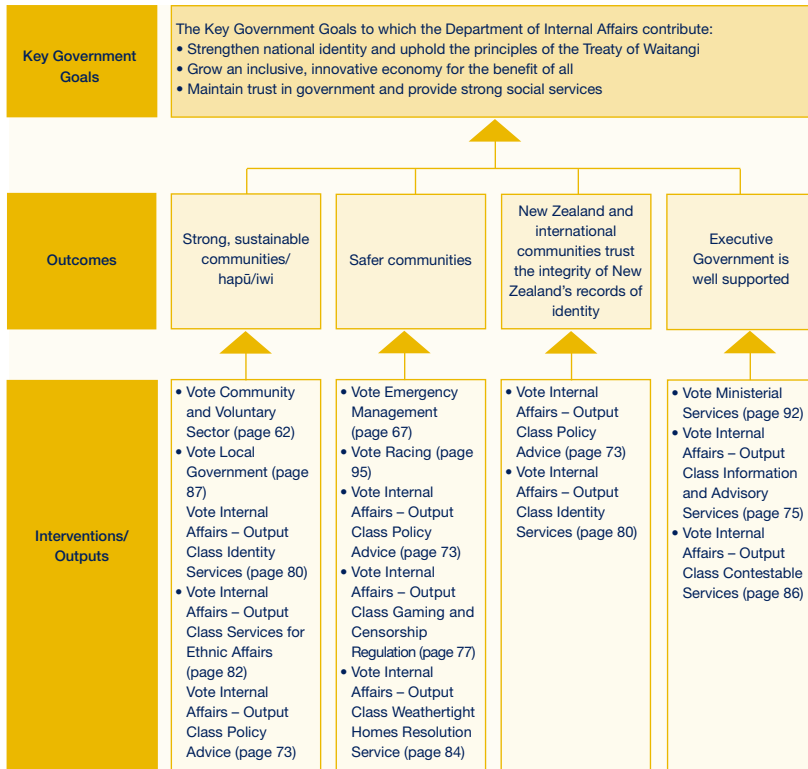 Key Government
Goals
The Key Government Goals to which the Department of Internal Affairs contribute:
• Strengthen national identity and uphold the principles of the Treaty of Waitangi
• Grow an inclusive, innovative economy for the benefit of all
• Maintain trust in government and provide strong social services
Outcomes
Strong, sustainable
communities/
hapū/iwi
Safer communities
New Zealand and
international
communities trust
the integrity of New
Zealand's records of
identity
Executive
Government is
well supported
Interventions/
Outputs
• Vote Community
and Voluntary
Sector (page 62)
• Vote Local
Government (page
87)
Vote Internal
Affairs – Output
Class Identity
Services (page 80)
• Vote Internal
Affairs – Output
Class Services for
Ethnic Affairs
(page 82)
Vote Internal
Affairs – Output
Class Policy
Advice (page 73)
• Vote Emergency
Management
(page 67)
• Vote Racing (page
95)
• Vote Internal
Affairs – Output
Class Policy
Advice (page 73)
• Vote Internal
Affairs – Output
Class Gaming and
Censorship
Regulation (page 77)
• Vote Internal
Affairs – Output
Class Weathertight
Homes Resolution
Service (page 84)
• Vote Internal
Affairs – Output
Class Policy
Advice (page 73)
• Vote Internal
Affairs – Output
Class Identity
Services (page 80)
• Vote Ministerial
Services (page 92)
• Vote Internal
Affairs – Output
Class Information
and Advisory
Services (page 75)
• Vote Internal
Affairs – Output
Class Contestable
Services (page 86)